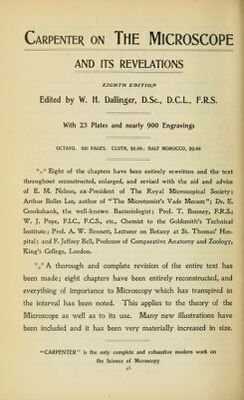 CARPENTER ON THE MICROSCOPE
AND ITS REVELATIONS
EIGHTH EDITION
Edited by W. H. Dallinger, D.Sc., D.C.L., F.R.S.
With 23 Plates and nearly 900 Engravings
OCTAVO. 1181 PAGES. CLOTH, $8.00; HALF MOROCCO, $9.00
*⁎* Eight of the chapters have been entirely rewritten and the text
throughout reconstructed, enlarged, and revised with the aid and advice
of E. M. Nelson, ex-President of The Royal Microscopical Society;
Arthur Bolles Lee, author of "The Microtomist's Vade Mecum"; Dr. E.
Crookshank, the well-known Bacteriologist; Prof. T. Bonney, F.R.S.;
W. J. Pope, F.I.C., F.C.S., etc., Chemist to the Goldsmith's Technical
Institute; Prof. A. W. Bennett, Lecturer on Botany at St. Thomas' Hos-
pital; and F. Jeffrey Bell, Professor of Comparative Anatomy and Zoology,
King's College, London.
*⁎* A thorough and complete revision of the entire text has
been made; eight chapters have been entirely reconstructed, and
everything of importance to Microscopy which has transpired in
the interval has been noted. This applies to the theory of the
Microscope as well as to its use. Many new illustrations have
been included and it has been very materially increased in size.
"CARPENTER" is the only complete and exhaustive modern work on
the Science of Microscopy